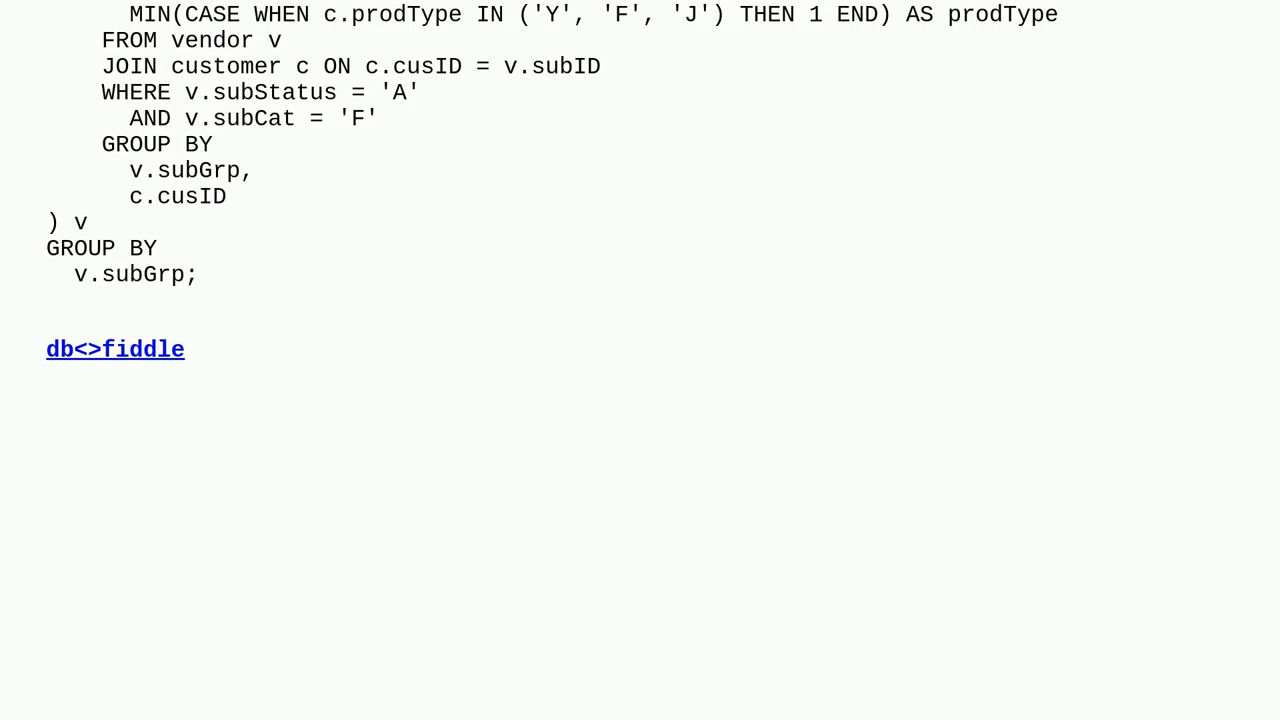 MIN(CASE WHEN c.prodType IN ('Y', 'F', 'J') THEN 1 END) AS prodType
FROM vendor v
JOIN customer c ON c.cusID = v.subID
WHERE v.subStatus = 'A'
AND v.subCat = 'F'
GROUP BY
v.subGrp,
c.cusID
) v
GROUP BY
v.subGrp;
db<>fiddle